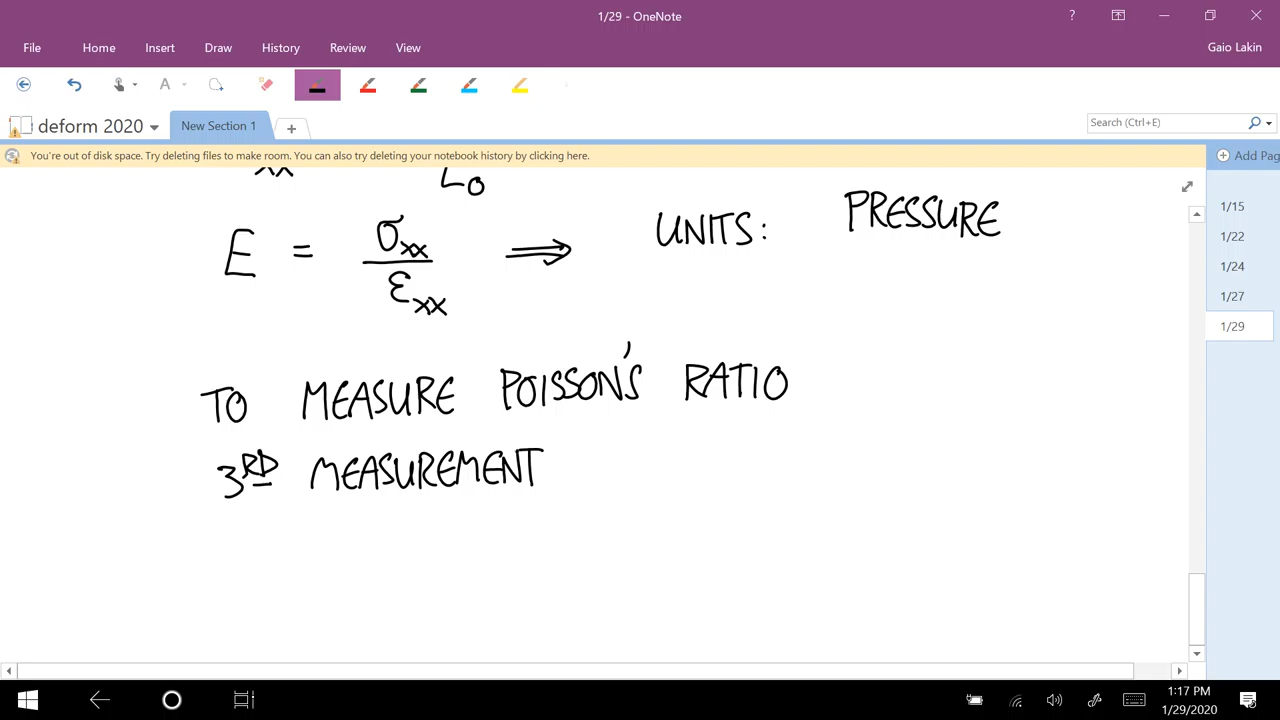 1/29 - OneNote
?
File Home Insert Draw History Review View Gaio Lakin
A
deform 2020 New Section 1 + Search (Ctrl+E)
You're out of disk space. Try deleting files to make room. You can also try deleting your notebook history by clicking here.
Add Pag
1/15
1/22
1/24
1/27
1/29
xx L0
E = σxx / εxx ⟹ UNITS: PRESSURE
TO MEASURE POISSON'S RATIO
3RD MEASUREMENT
1:17 PM
1/29/2020